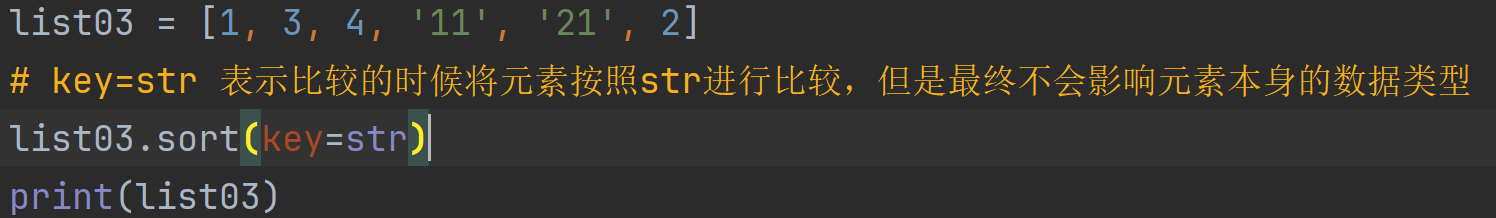 list03 = [1, 3, 4, '11', '21', 2]
# key=str 表示比较的时候将元素按照str进行比较，但是最终不会影响元素本身的数据类型
list03.sort(key=str)
print(list03)